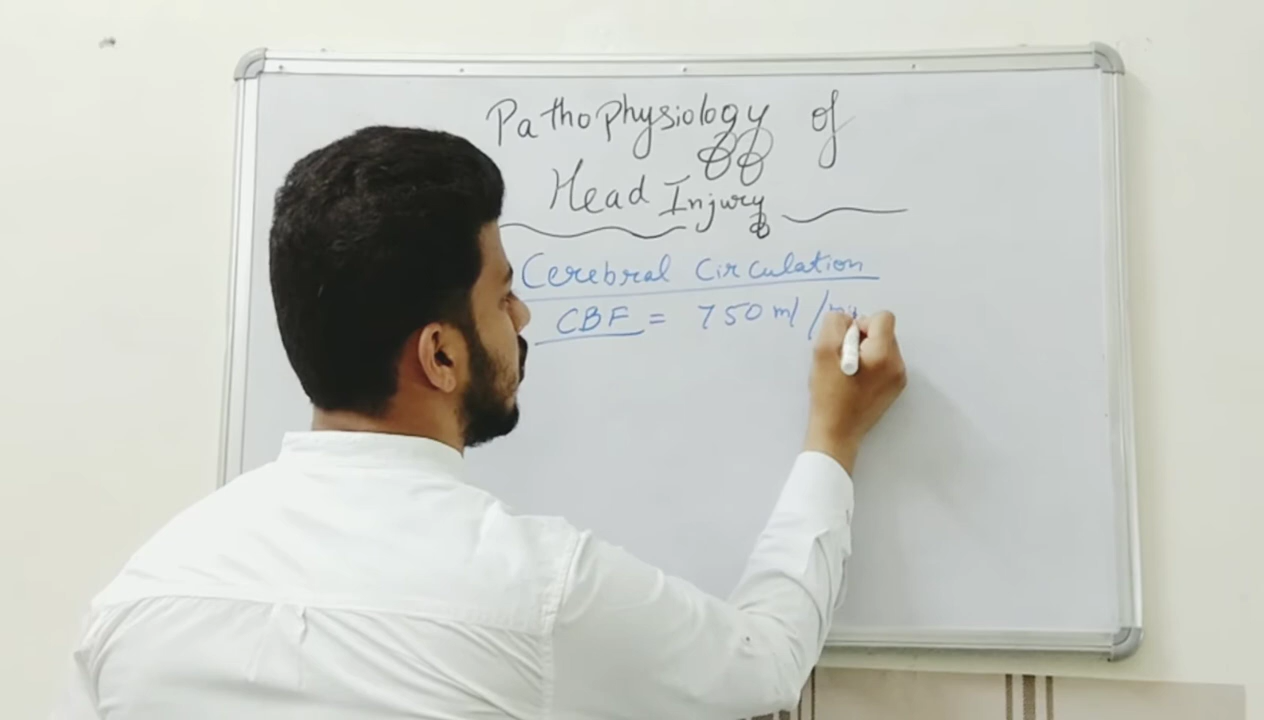 Pathophysiology of
Head Injury
Cerebral Circulation
CBF = 750 ml /